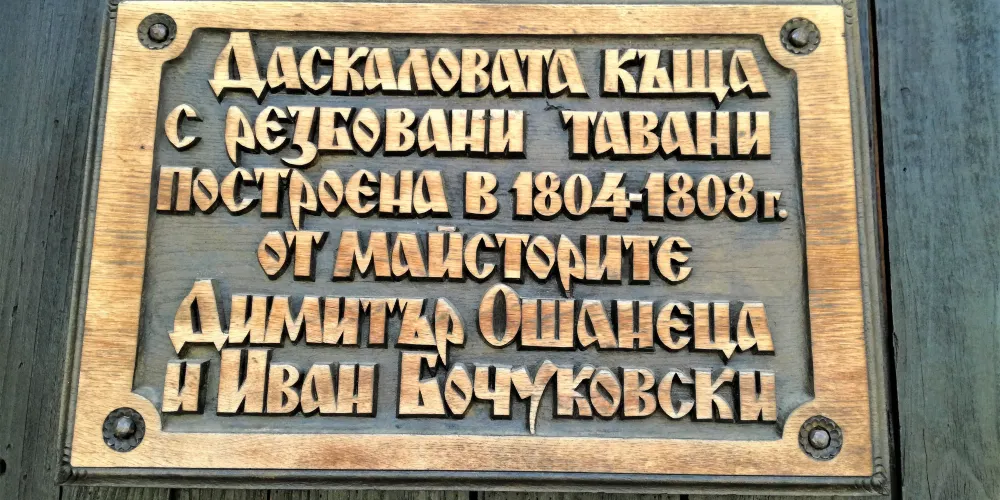 Даскаловата къща
с резбовани тавани
построена в 1804-1808 г.
от майсторите
Димитър Ошанеца
и Иван Бочуковски